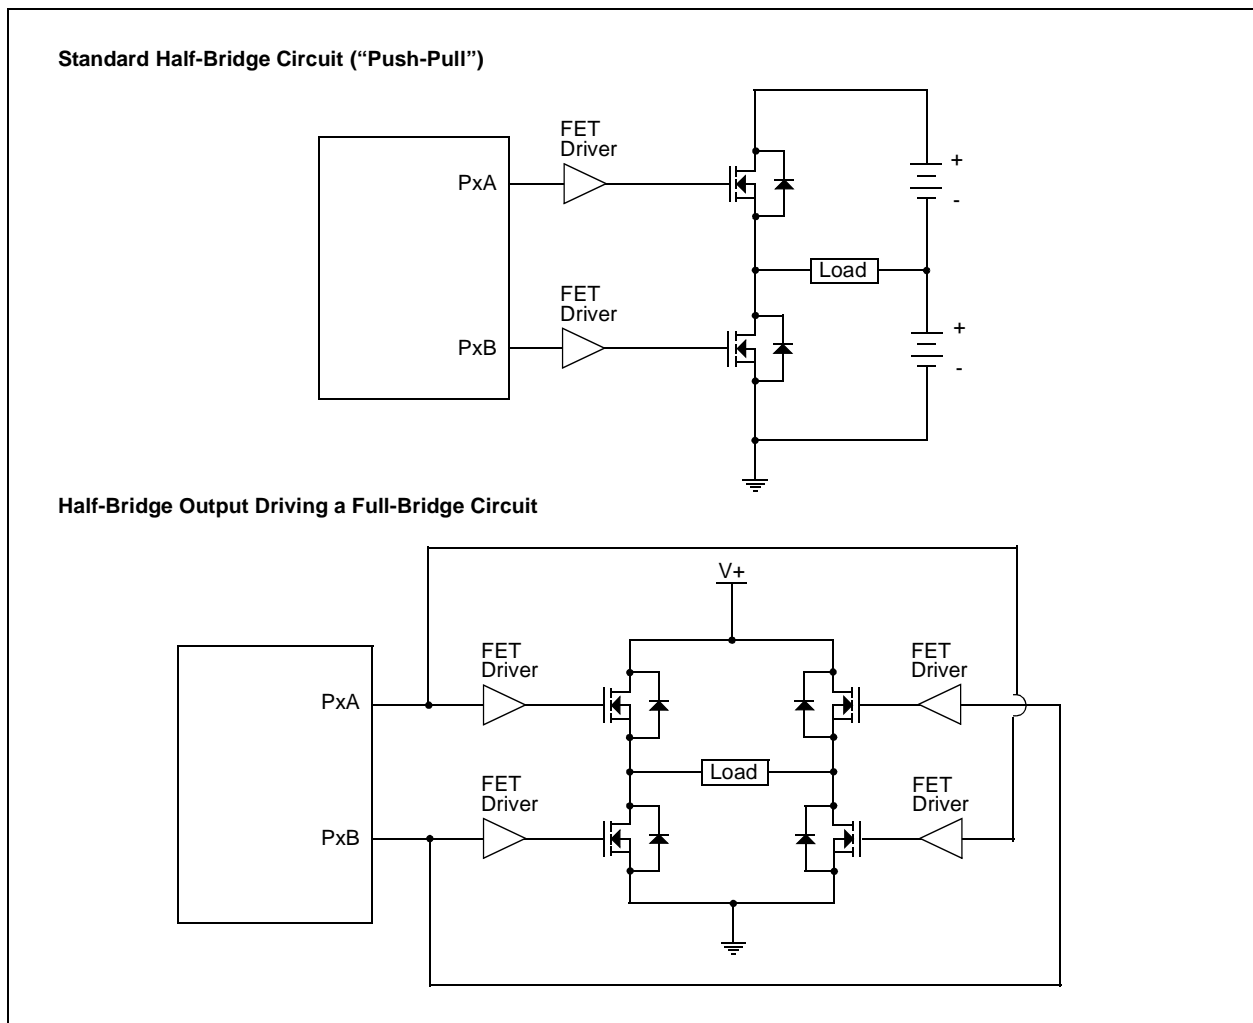 Standard Half-Bridge Circuit (“Push-Pull”)
FET
Driver
PxA
+
-
Load
FET
Driver
PxB
+
-
Half-Bridge Output Driving a Full-Bridge Circuit
V+
FET
Driver
FET
Driver
PxA
Load
FET
Driver
FET
Driver
PxB